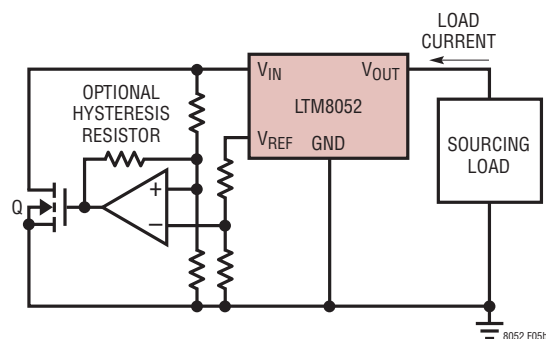 LOAD
CURRENT
VIN
VOUT
OPTIONAL
HYSTERESIS
RESISTOR
LTM8052
VREF
GND
SOURCING
LOAD
Q
+
−
8052 F05b